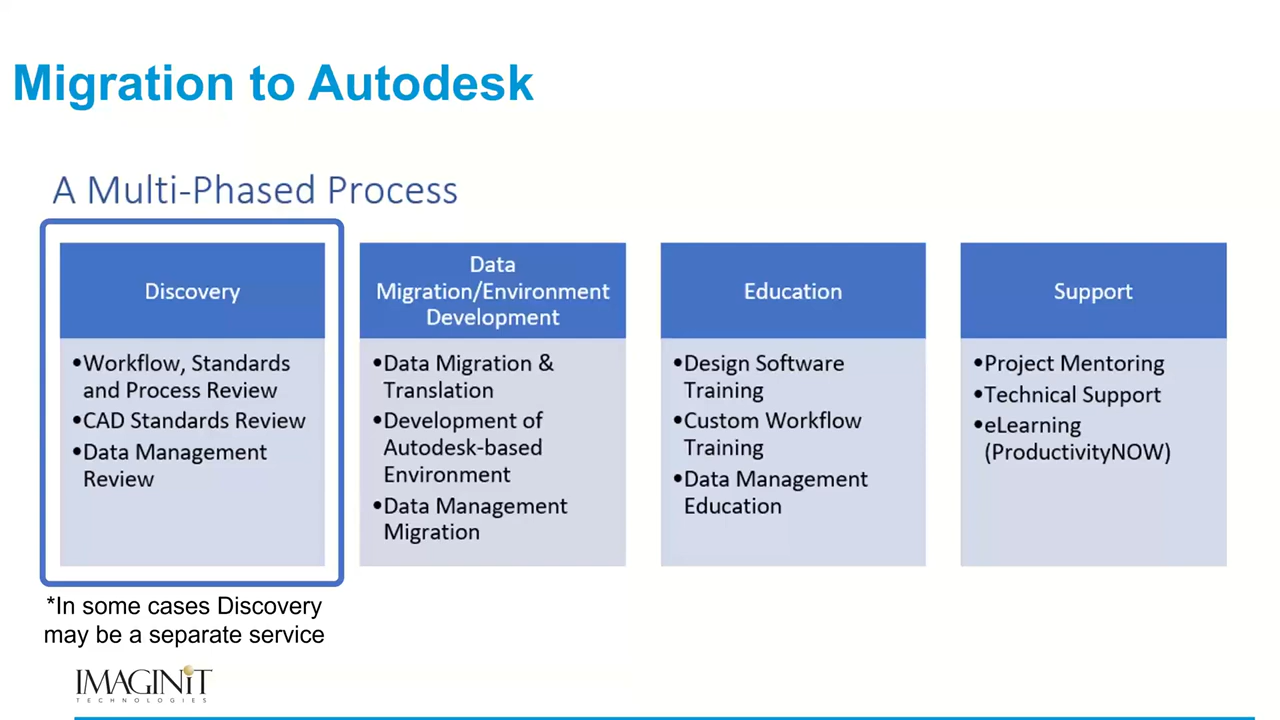 Migration to Autodesk
A Multi-Phased Process
Discovery
•Workflow, Standards
and Process Review
•CAD Standards Review
•Data Management
Review
Data
Migration/Environment
Development
•Data Migration &
Translation
•Development of
Autodesk-based
Environment
•Data Management
Migration
Education
•Design Software
Training
•Custom Workflow
Training
•Data Management
Education
Support
•Project Mentoring
•Technical Support
•eLearning
(ProductivityNOW)
*In some cases Discovery
may be a separate service
IMAGINiT
TECHNOLOGIES